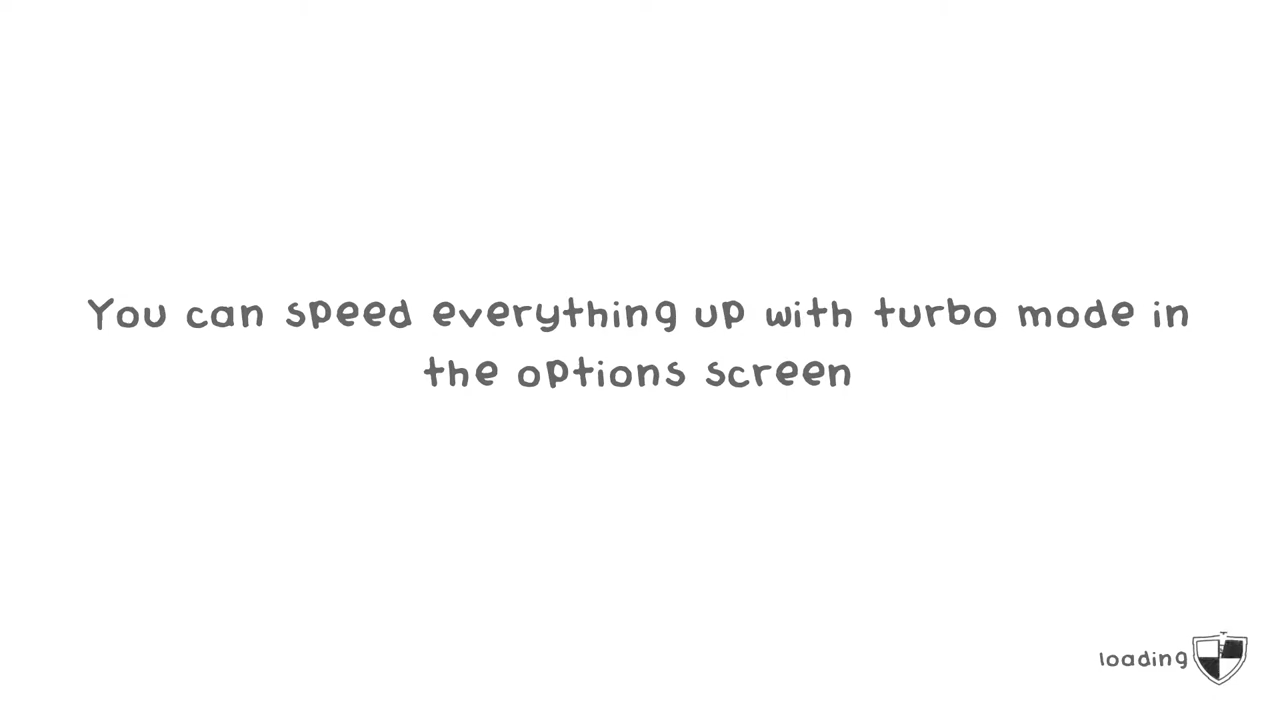 You can speed everything up with turbo mode in
the options screen
loading